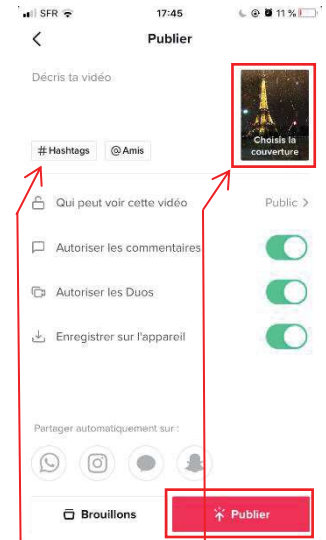 SFR 17:45 11 %
Publier
Décris ta vidéo
Choisis la
couverture
# Hashtags @ Amis
Qui peut voir cette vidéo Public >
Autoriser les commentaires
Autoriser les Duos
Enregistrer sur l'appareil
Partager automatiquement sur :
Brouillons Publier